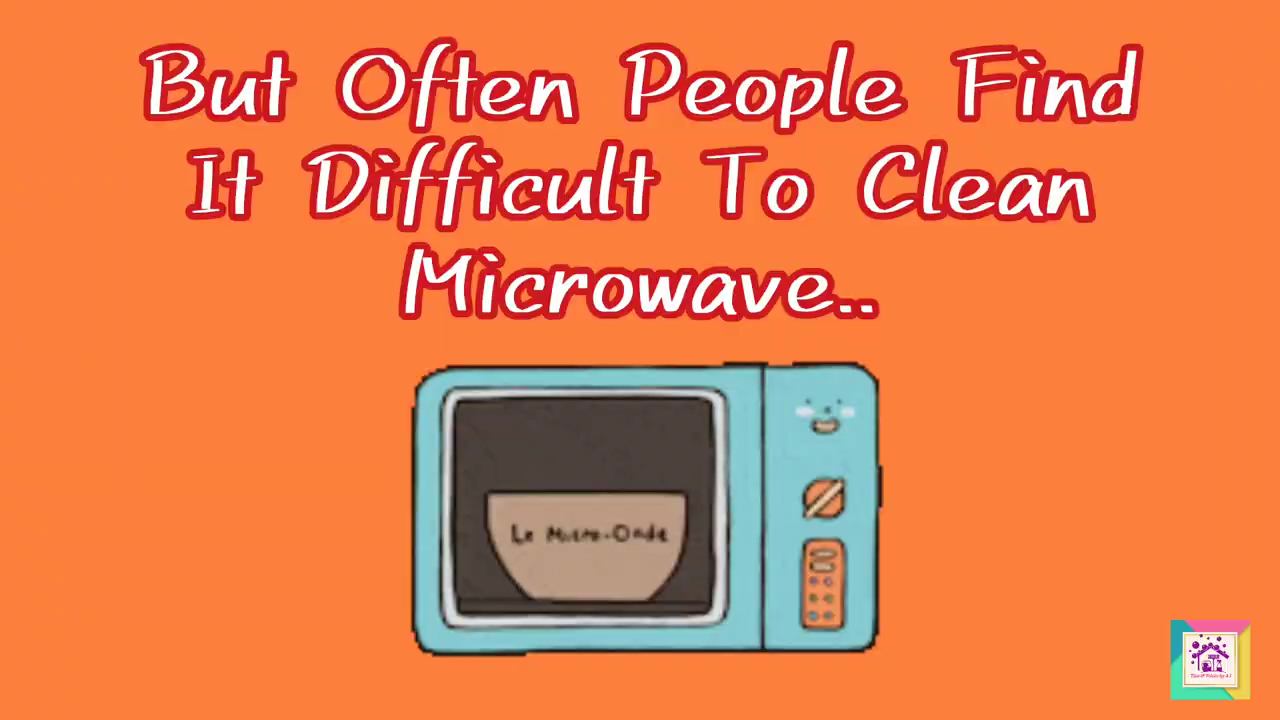 But Often People Find
It Difficult To Clean
Microwave..
Le Micro-Onde